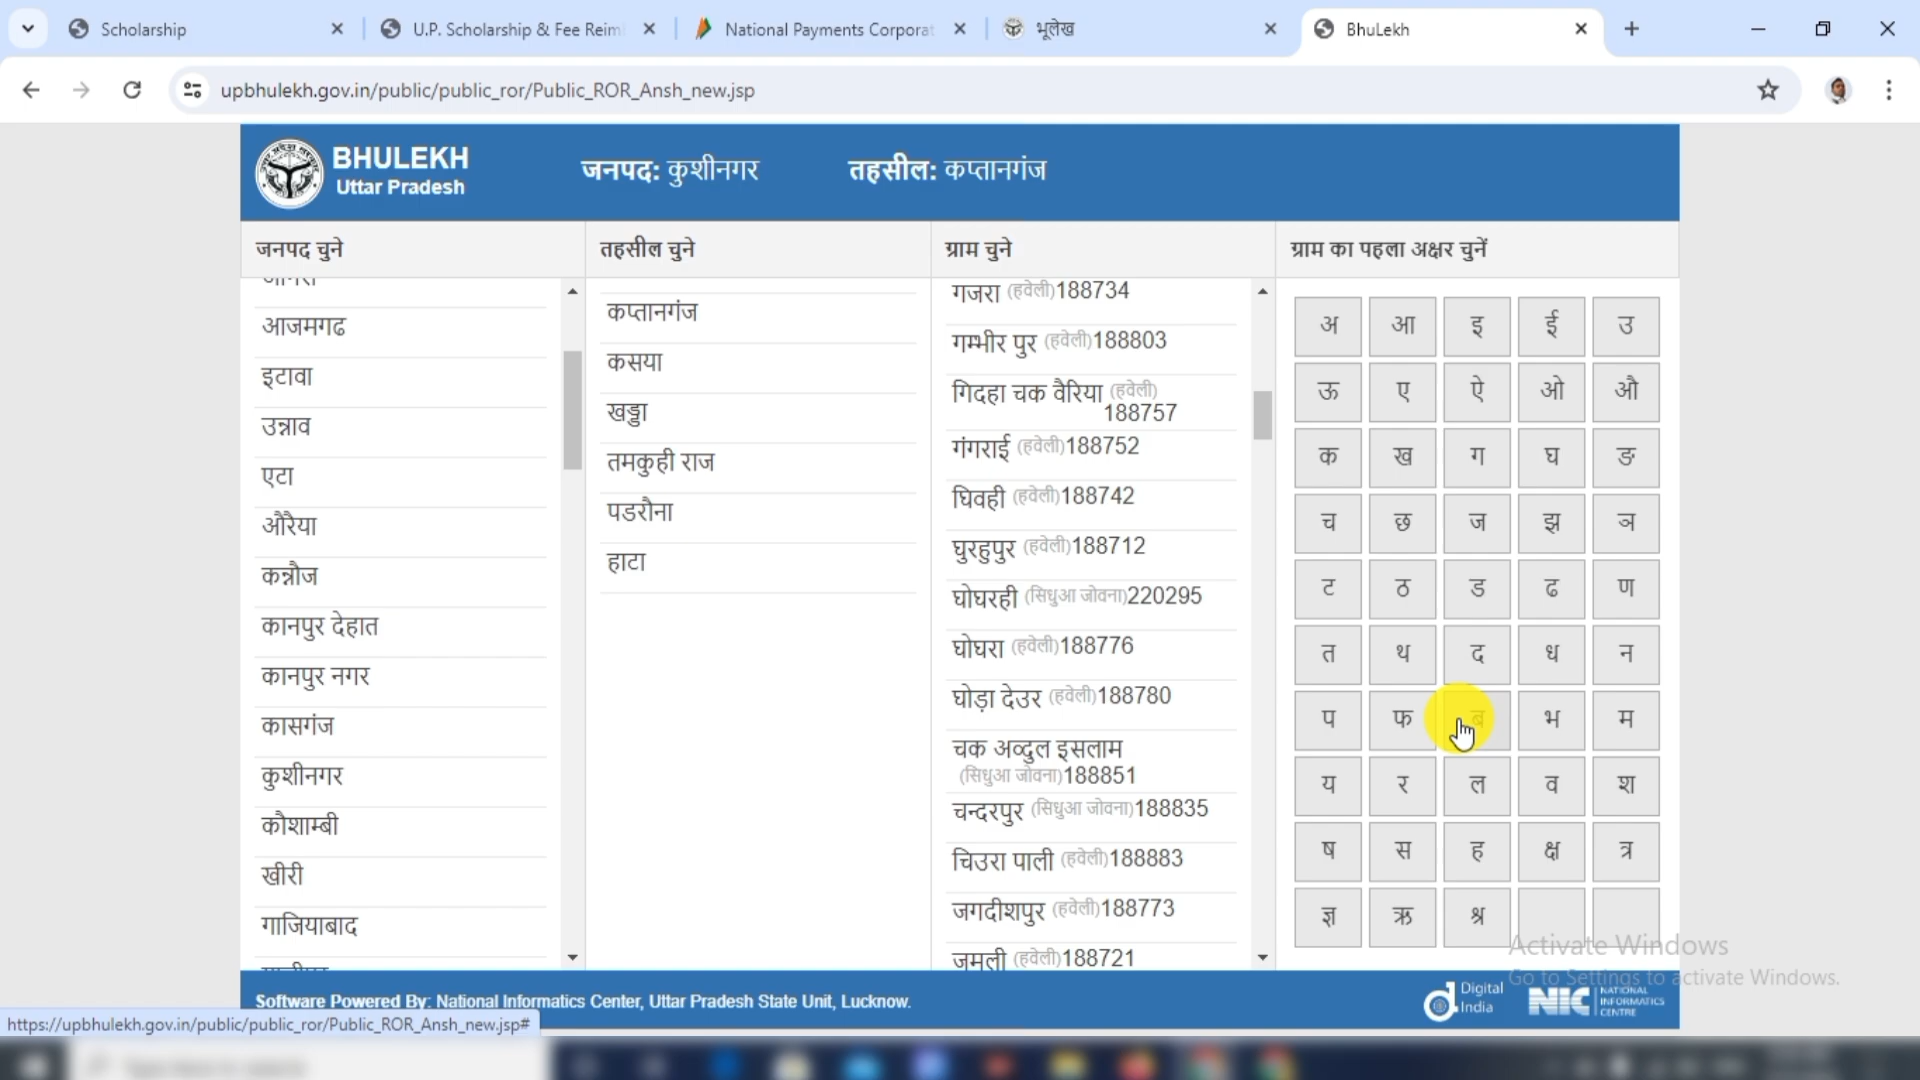 Scholarship
U.P. Scholarship & Fee Reim
National Payments Corporat
भूलेख
BhuLekh
upbhulekh.gov.in/public/public_ror/Public_ROR_Ansh_new.jsp
BHULEKH
Uttar Pradesh
जनपद: कुशीनगर
तहसील: कप्तानगंज
जनपद चुने
तहसील चुने
ग्राम चुने
ग्राम का पहला अक्षर चुनें
आजमगढ
इटावा
उन्नाव
एटा
औरैया
कन्नौज
कानपुर देहात
कानपुर नगर
कासगंज
कुशीनगर
कौशाम्बी
खीरी
गाजियाबाद
कप्तानगंज
कसया
खड्डा
तमकुही राज
पडरौना
हाटा
गजरा (हवेली)188734
गम्भीर पुर (हवेली)188803
गिदहा चक वैरिया (हवेली)
188757
गंगराई (हवेली)188752
घिवही (हवेली)188742
घुरहुपुर (हवेली)188712
घोघरही (सिधुआ जोवना)220295
घोघरा (हवेली)188776
घोड़ा देउर (हवेली)188780
चक अव्दुल इसलाम
(सिधुआ जोवना)188851
चन्दरपुर (सिधुआ जोवना)188835
चिउरा पाली (हवेली)188883
जगदीशपुर (हवेली)188773
जमली (हवेली)188721
अ आ इ ई उ
ऊ ए ऐ ओ औ
क ख ग घ ङ
च छ ज झ ञ
ट ठ ड ढ ण
त थ द ध न
प फ ब भ म
य र ल व श
ष स ह क्ष त्र
ज्ञ ऋ श्र
Activate Windows
Go to Settings to activate Windows.
Software Powered By: National Informatics Center, Uttar Pradesh State Unit, Lucknow.
Digital
India
NIC
NATIONAL
INFORMATICS
CENTRE
https://upbhulekh.gov.in/public/public_ror/Public_ROR_Ansh_new.jsp#